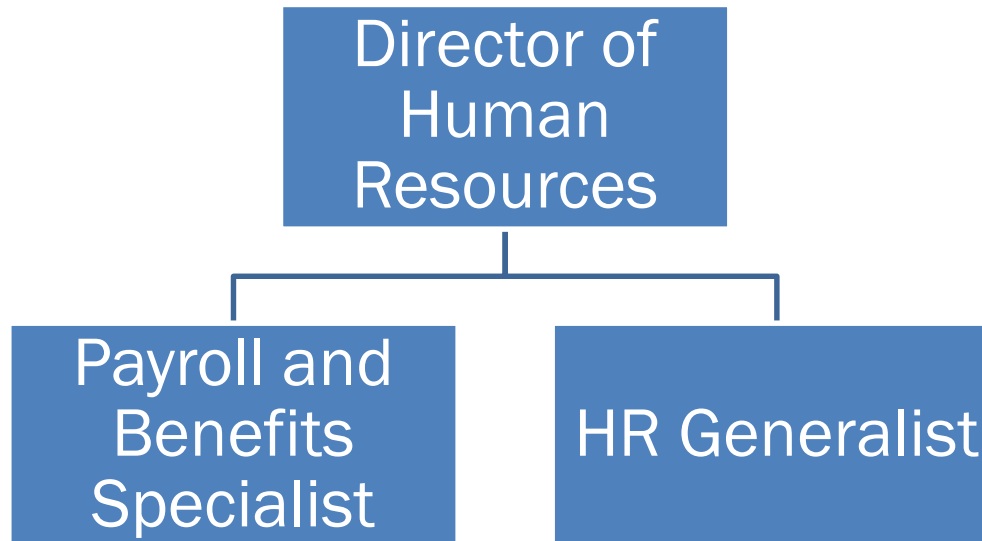 Director of
Human
Resources
Payroll and
Benefits
Specialist
HR Generalist